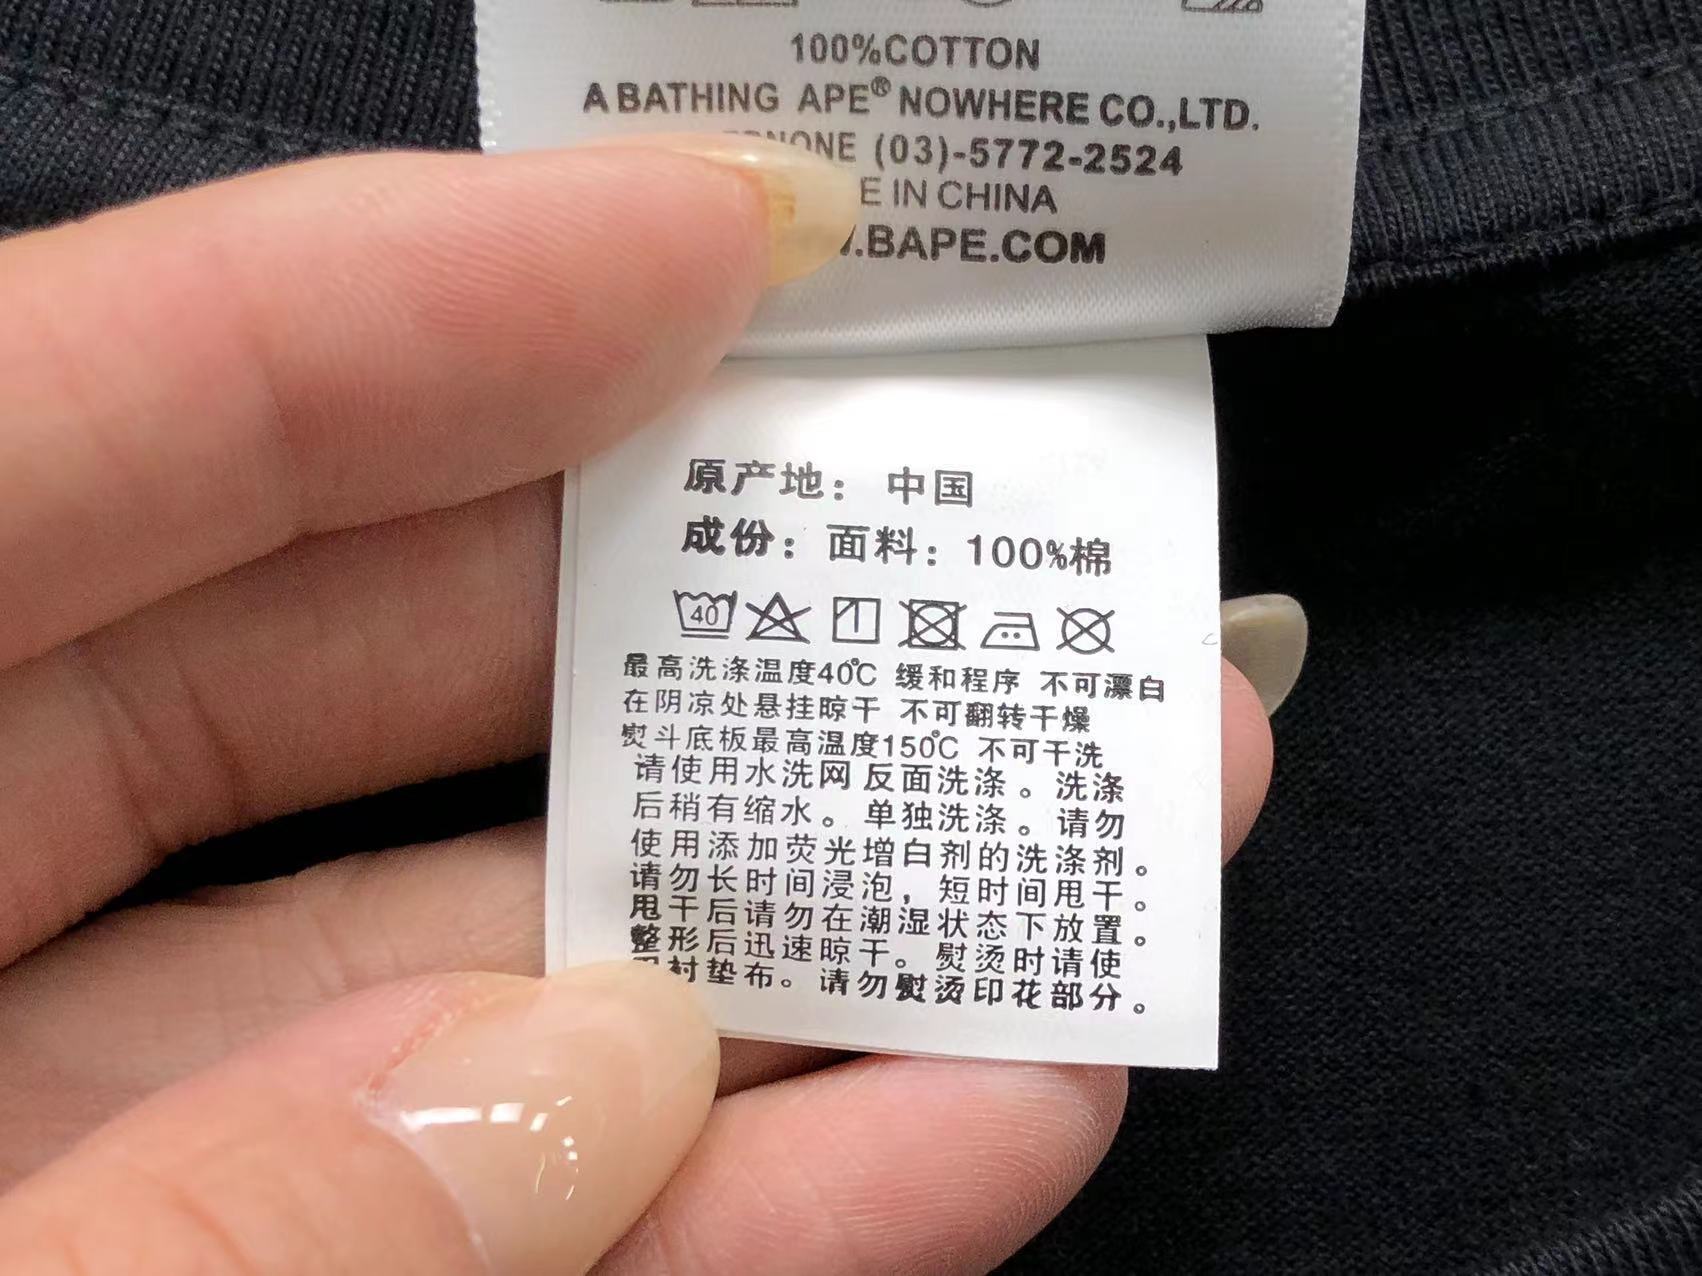 100%COTTON
A BATHING APE® NOWHERE CO.,LTD.
(03)-5772-2524
IN CHINA
.BAPE.COM
原产地：中国
成份：面料：100%棉
40
最高洗涤温度40℃ 缓和程序 不可漂白
在阴凉处悬挂晾干 不可翻转干燥
熨斗底板最高温度150℃ 不可干洗
请使用水洗网反面洗涤。洗涤
后稍有缩水。单独洗涤。请勿
使用添加荧光增白剂的洗涤剂。
请勿长时间浸泡，短时间甩干。
甩干后请勿在潮湿状态下放置。
整形后迅速晾干。熨烫时请使
衬垫布。请勿熨烫印花部分。